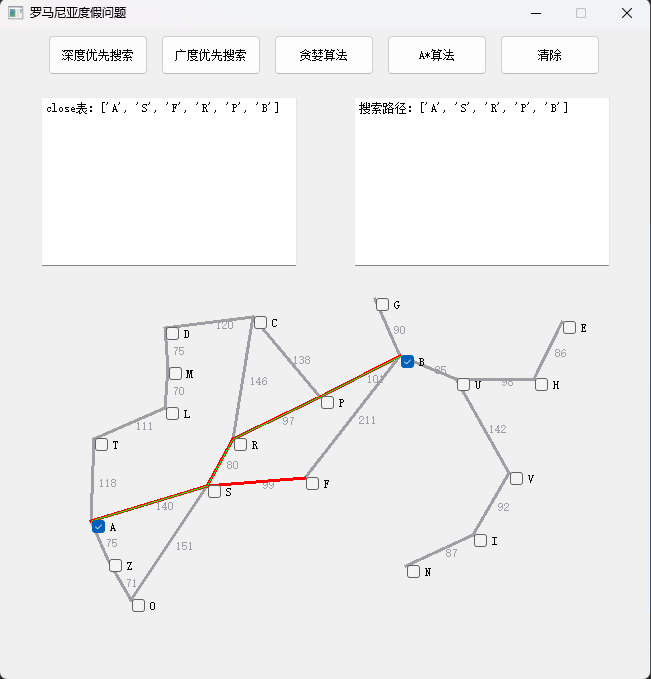 罗马尼亚度假问题
深度优先搜索 广度优先搜索 贪婪算法 A*算法 清除
close表：['A', 'S', 'F', 'R', 'P', 'B']
搜索路径：['A', 'S', 'R', 'P', 'B']
G
C
120
D
E
90
75
138
86
B
M
101
85
146
98
U
H
70
P
L
97
211
111
142
T
R
80
F
V
118
99
S
140
92
A
75
151
I
87
Z
N
71
O